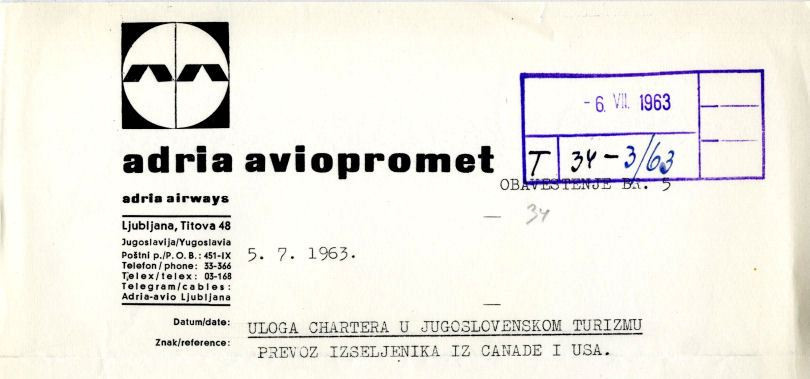 - 6. VII. 1963
T 34 - 3/63
adria aviopromet
OBAVEŠTENJE BR. 5
adria airways
34
Ljubljana, Titova 48
Jugoslavija/Yugoslavia
Poštni p./P. O. B.: 451-IX
Telefon/phone: 33-366
Telex/telex: 03-168
Telegram/cables:
Adria-avio Ljubljana
5. 7. 1963.
Datum/date:
ULOGA CHARTERA U JUGOSLOVENSKOM TURIZMU
Znak/reference:
PREVOZ IZSELJENIKA IZ CANADE I USA.